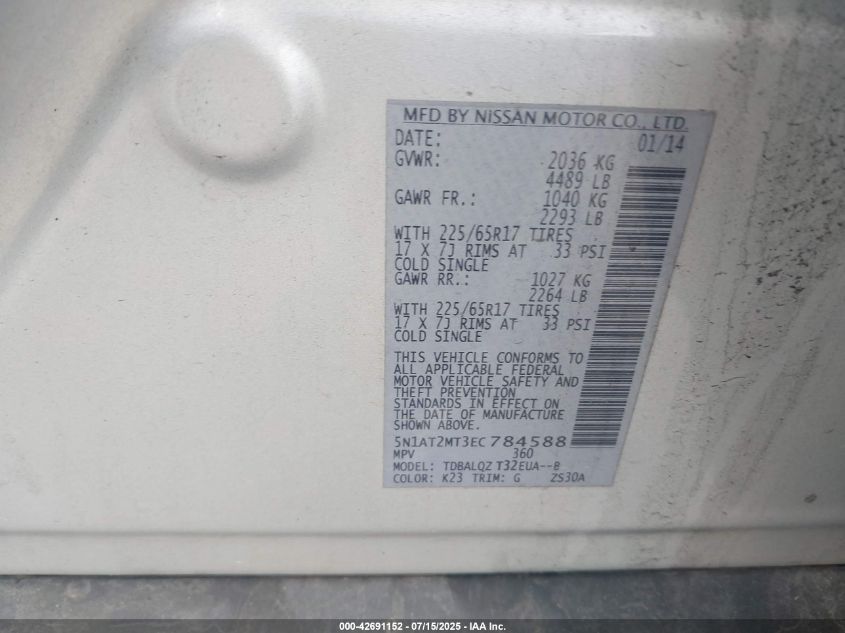 MFD BY NISSAN MOTOR CO., LTD.
DATE: 01/14
GVWR: 2036 KG
4489 LB
GAWR FR.: 1040 KG
2293 LB
WITH 225/65R17 TIRES
17 X 7J RIMS AT 33 PSI
COLD SINGLE
GAWR RR.: 1027 KG
2264 LB
WITH 225/65R17 TIRES
17 X 7J RIMS AT 33 PSI
COLD SINGLE
THIS VEHICLE CONFORMS TO
ALL APPLICABLE FEDERAL
MOTOR VEHICLE SAFETY AND
THEFT PREVENTION
STANDARDS IN EFFECT ON
THE DATE OF MANUFACTURE
SHOWN ABOVE.
5N1AT2MT3EC784588
MPV 360
MODEL: TDBALQZ T32EUA--B
COLOR: K23 TRIM: G ZS30A
000-42691152 - 07/15/2025 - IAA Inc.